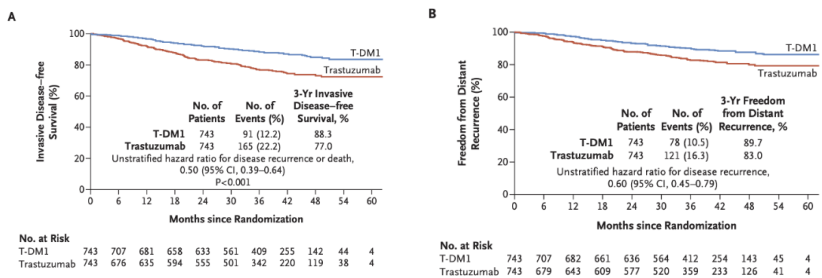 A
100
80
60
40
20
0
Invasive Disease–free
Survival (%)
T-DM1
Trastuzumab
No. of
Patients
No. of
Events (%)
3-Yr Invasive
Disease–free
Survival, %
T-DM1 743 91 (12.2) 88.3
Trastuzumab 743 165 (22.2) 77.0
Unstratified hazard ratio for disease recurrence or death,
0.50 (95% CI, 0.39–0.64)
P<0.001
0 6 12 18 24 30 36 42 48 54 60
Months since Randomization
No. at Risk
T-DM1 743 707 681 658 633 561 409 255 142 44 4
Trastuzumab 743 676 635 594 555 501 342 220 119 38 4
B
100
80
60
40
20
0
Freedom from Distant
Recurrence (%)
T-DM1
Trastuzumab
No. of
Patients
No. of
Events (%)
3-Yr Freedom
from Distant
Recurrence, %
T-DM1 743 78 (10.5) 89.7
Trastuzumab 743 121 (16.3) 83.0
Unstratified hazard ratio for disease recurrence,
0.60 (95% CI, 0.45–0.79)
0 6 12 18 24 30 36 42 48 54 60
Months since Randomization
No. at Risk
T-DM1 743 707 682 661 636 564 412 254 143 45 4
Trastuzumab 743 679 643 609 577 520 359 233 126 41 4